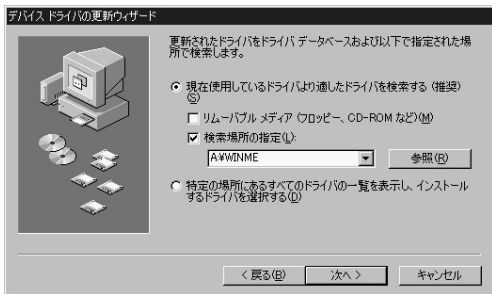 デバイス ドライバの更新ウィザード
更新されたドライバをドライバ データベースおよび以下で指定された場
所で検索します。
現在使用しているドライバより適したドライバを検索する (推奨)
(S)
リムーバブル メディア (フロッピー、CD-ROM など)(M)
検索場所の指定(L):
A:¥WINME
参照(R)
特定の場所にあるすべてのドライバの一覧を表示し、インストール
するドライバを選択する(D)
< 戻る(B)
次へ >
キャンセル